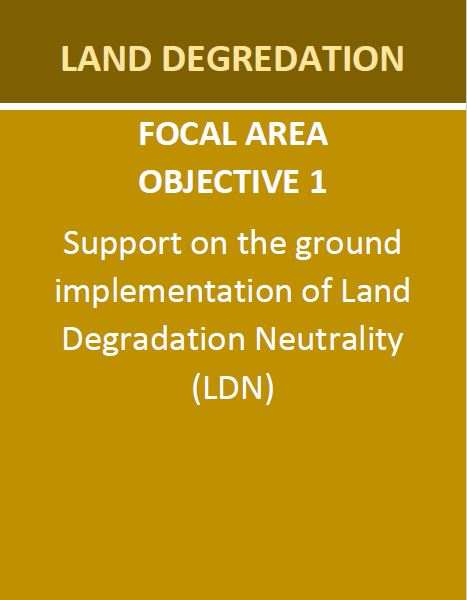 LAND DEGREDATION
FOCAL AREA
OBJECTIVE 1
Support on the ground
implementation of Land
Degradation Neutrality
(LDN)